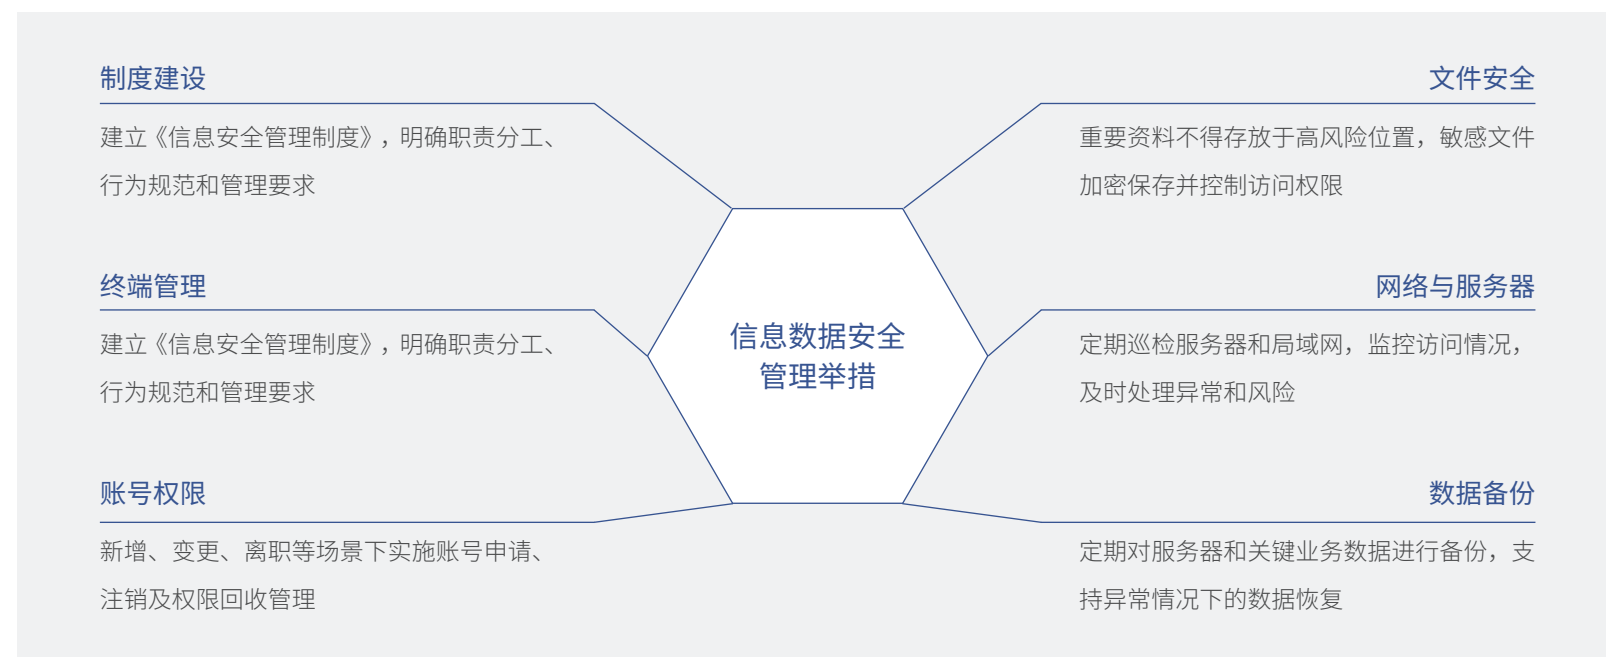 制度建设
建立《信息安全管理制度》，明确职责分工、
行为规范和管理要求
终端管理
建立《信息安全管理制度》，明确职责分工、
行为规范和管理要求
账号权限
新增、变更、离职等场景下实施账号申请、
注销及权限回收管理
信息数据安全
管理举措
文件安全
重要资料不得存放于高风险位置，敏感文件
加密保存并控制访问权限
网络与服务器
定期巡检服务器和局域网，监控访问情况，
及时处理异常和风险
数据备份
定期对服务器和关键业务数据进行备份，支
持异常情况下的数据恢复